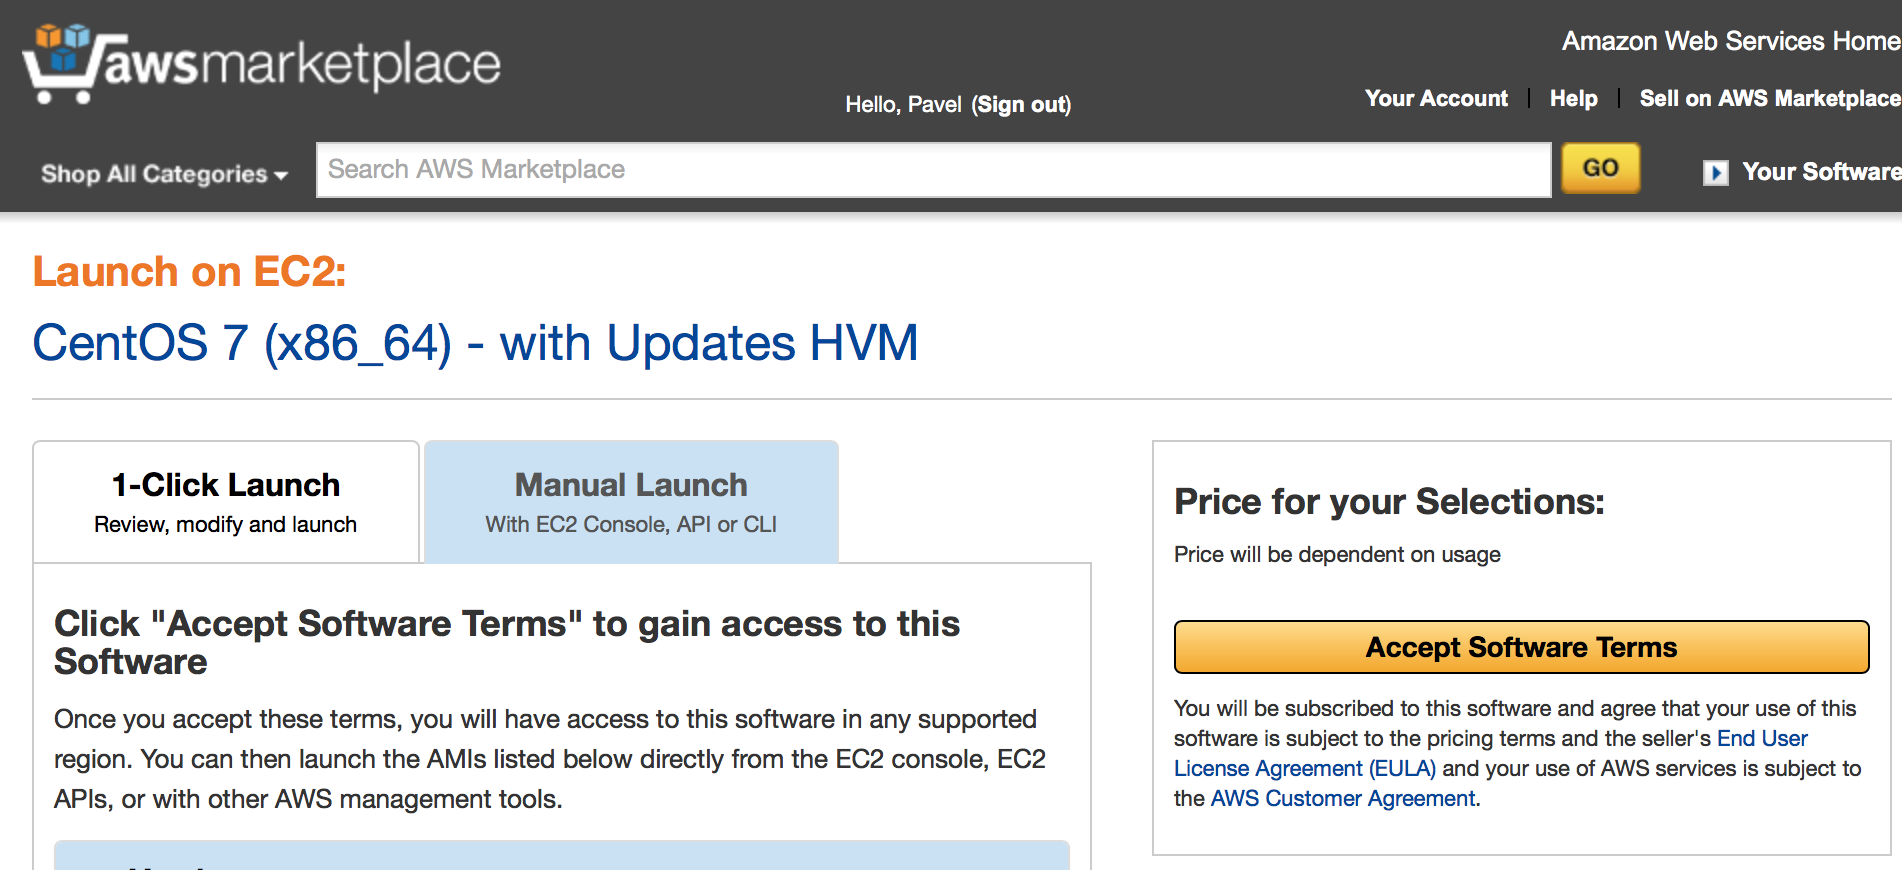 awsmarketplace
Amazon Web Services Home
Hello, Pavel (Sign out)
Your Account | Help | Sell on AWS Marketplace
Shop All Categories
Search AWS Marketplace
GO
Your Software
Launch on EC2:
CentOS 7 (x86_64) - with Updates HVM
1-Click Launch
Review, modify and launch
Manual Launch
With EC2 Console, API or CLI
Click "Accept Software Terms" to gain access to this
Software
Once you accept these terms, you will have access to this software in any supported
region. You can then launch the AMIs listed below directly from the EC2 console, EC2
APIs, or with other AWS management tools.
Price for your Selections:
Price will be dependent on usage
Accept Software Terms
You will be subscribed to this software and agree that your use of this
software is subject to the pricing terms and the seller's End User
License Agreement (EULA) and your use of AWS services is subject to
the AWS Customer Agreement.